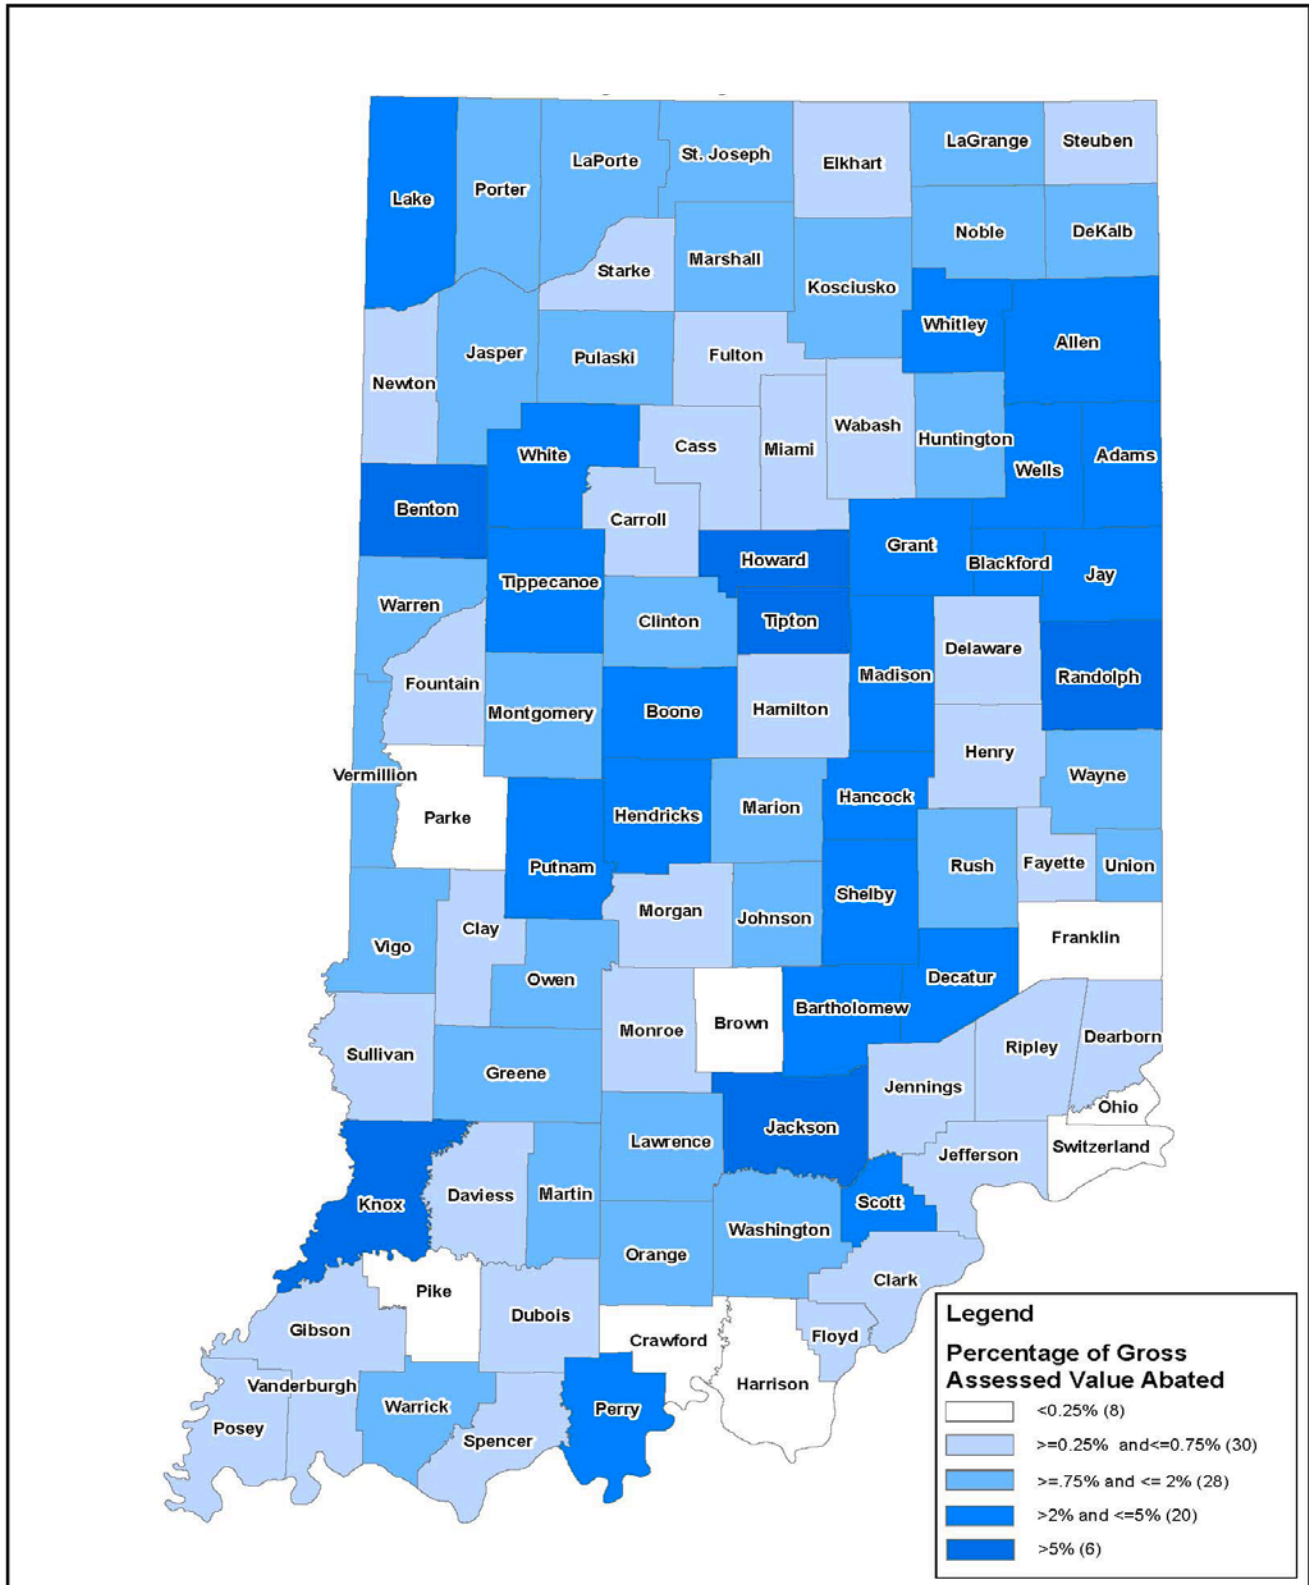 LaGrange
Steuben
St. Joseph
LaPorte
Elkhart
Porter
Lake
Noble
DeKalb
Marshall
Starke
Kosciusko
Whitley
Allen
Jasper
Pulaski
Fulton
Newton
Wabash
Huntington
Cass
Miami
White
Wells
Adams
Benton
Carroll
Grant
Howard
Blackford
Jay
Tippecanoe
Warren
Clinton
Tipton
Delaware
Madison
Randolph
Fountain
Montgomery
Boone
Hamilton
Henry
Vermillion
Wayne
Parke
Hendricks
Marion
Hancock
Putnam
Rush
Fayette
Union
Shelby
Morgan
Johnson
Clay
Franklin
Vigo
Owen
Decatur
Bartholomew
Brown
Monroe
Dearborn
Sullivan
Ripley
Greene
Jennings
Ohio
Jackson
Lawrence
Switzerland
Jefferson
Daviess
Martin
Knox
Scott
Washington
Orange
Clark
Pike
Dubois
Gibson
Crawford
Floyd
Harrison
Vanderburgh
Warrick
Perry
Posey
Spencer
Legend
Percentage of Gross
Assessed Value Abated
<0.25% (8)
>=0.25% and<=0.75% (30)
>=.75% and <= 2% (28)
>2% and <=5% (20)
>5% (6)